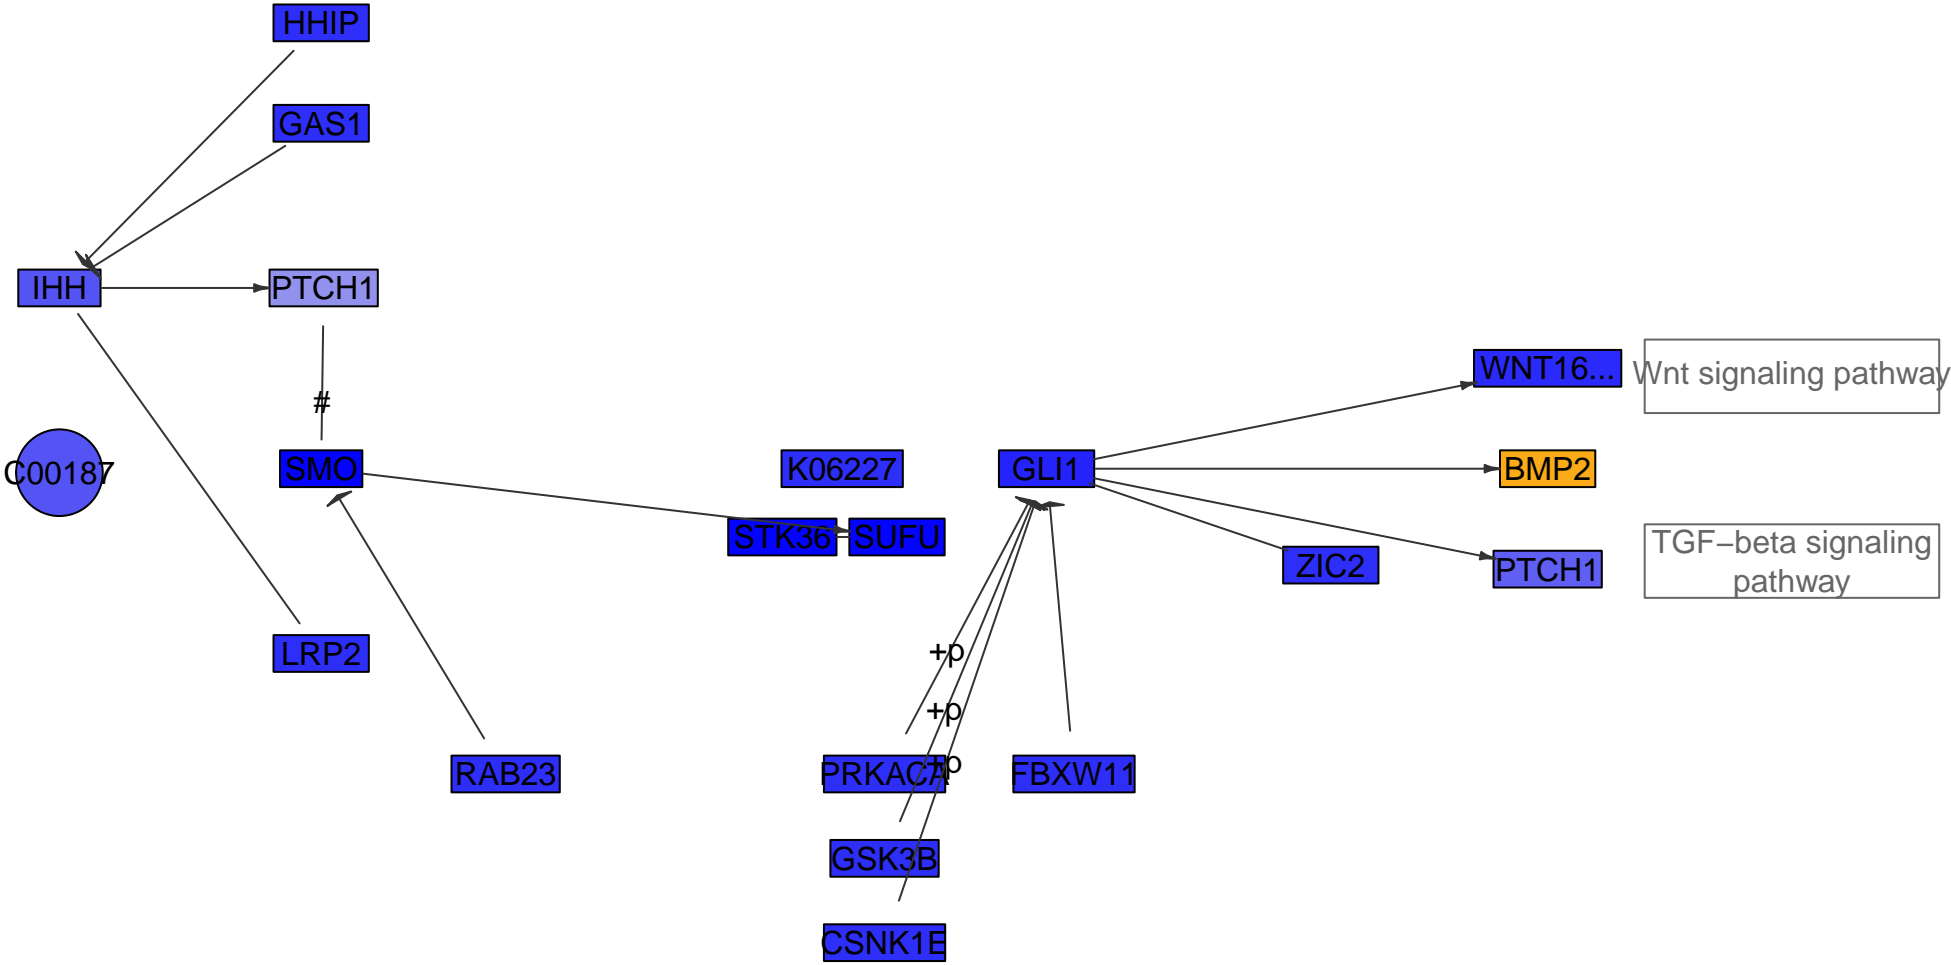 HHIP
GAS1
IHH
PTCH1
WNT16...
Wnt signaling pathway
#
C00187
SMO
K06227
GLI1
BMP2
STK36
SUFU
ZIC2
PTCH1
TGF−beta signaling
pathway
LRP2
+p
+p
RAB23
PRKACA
+p
FBXW11
GSK3B
CSNK1E